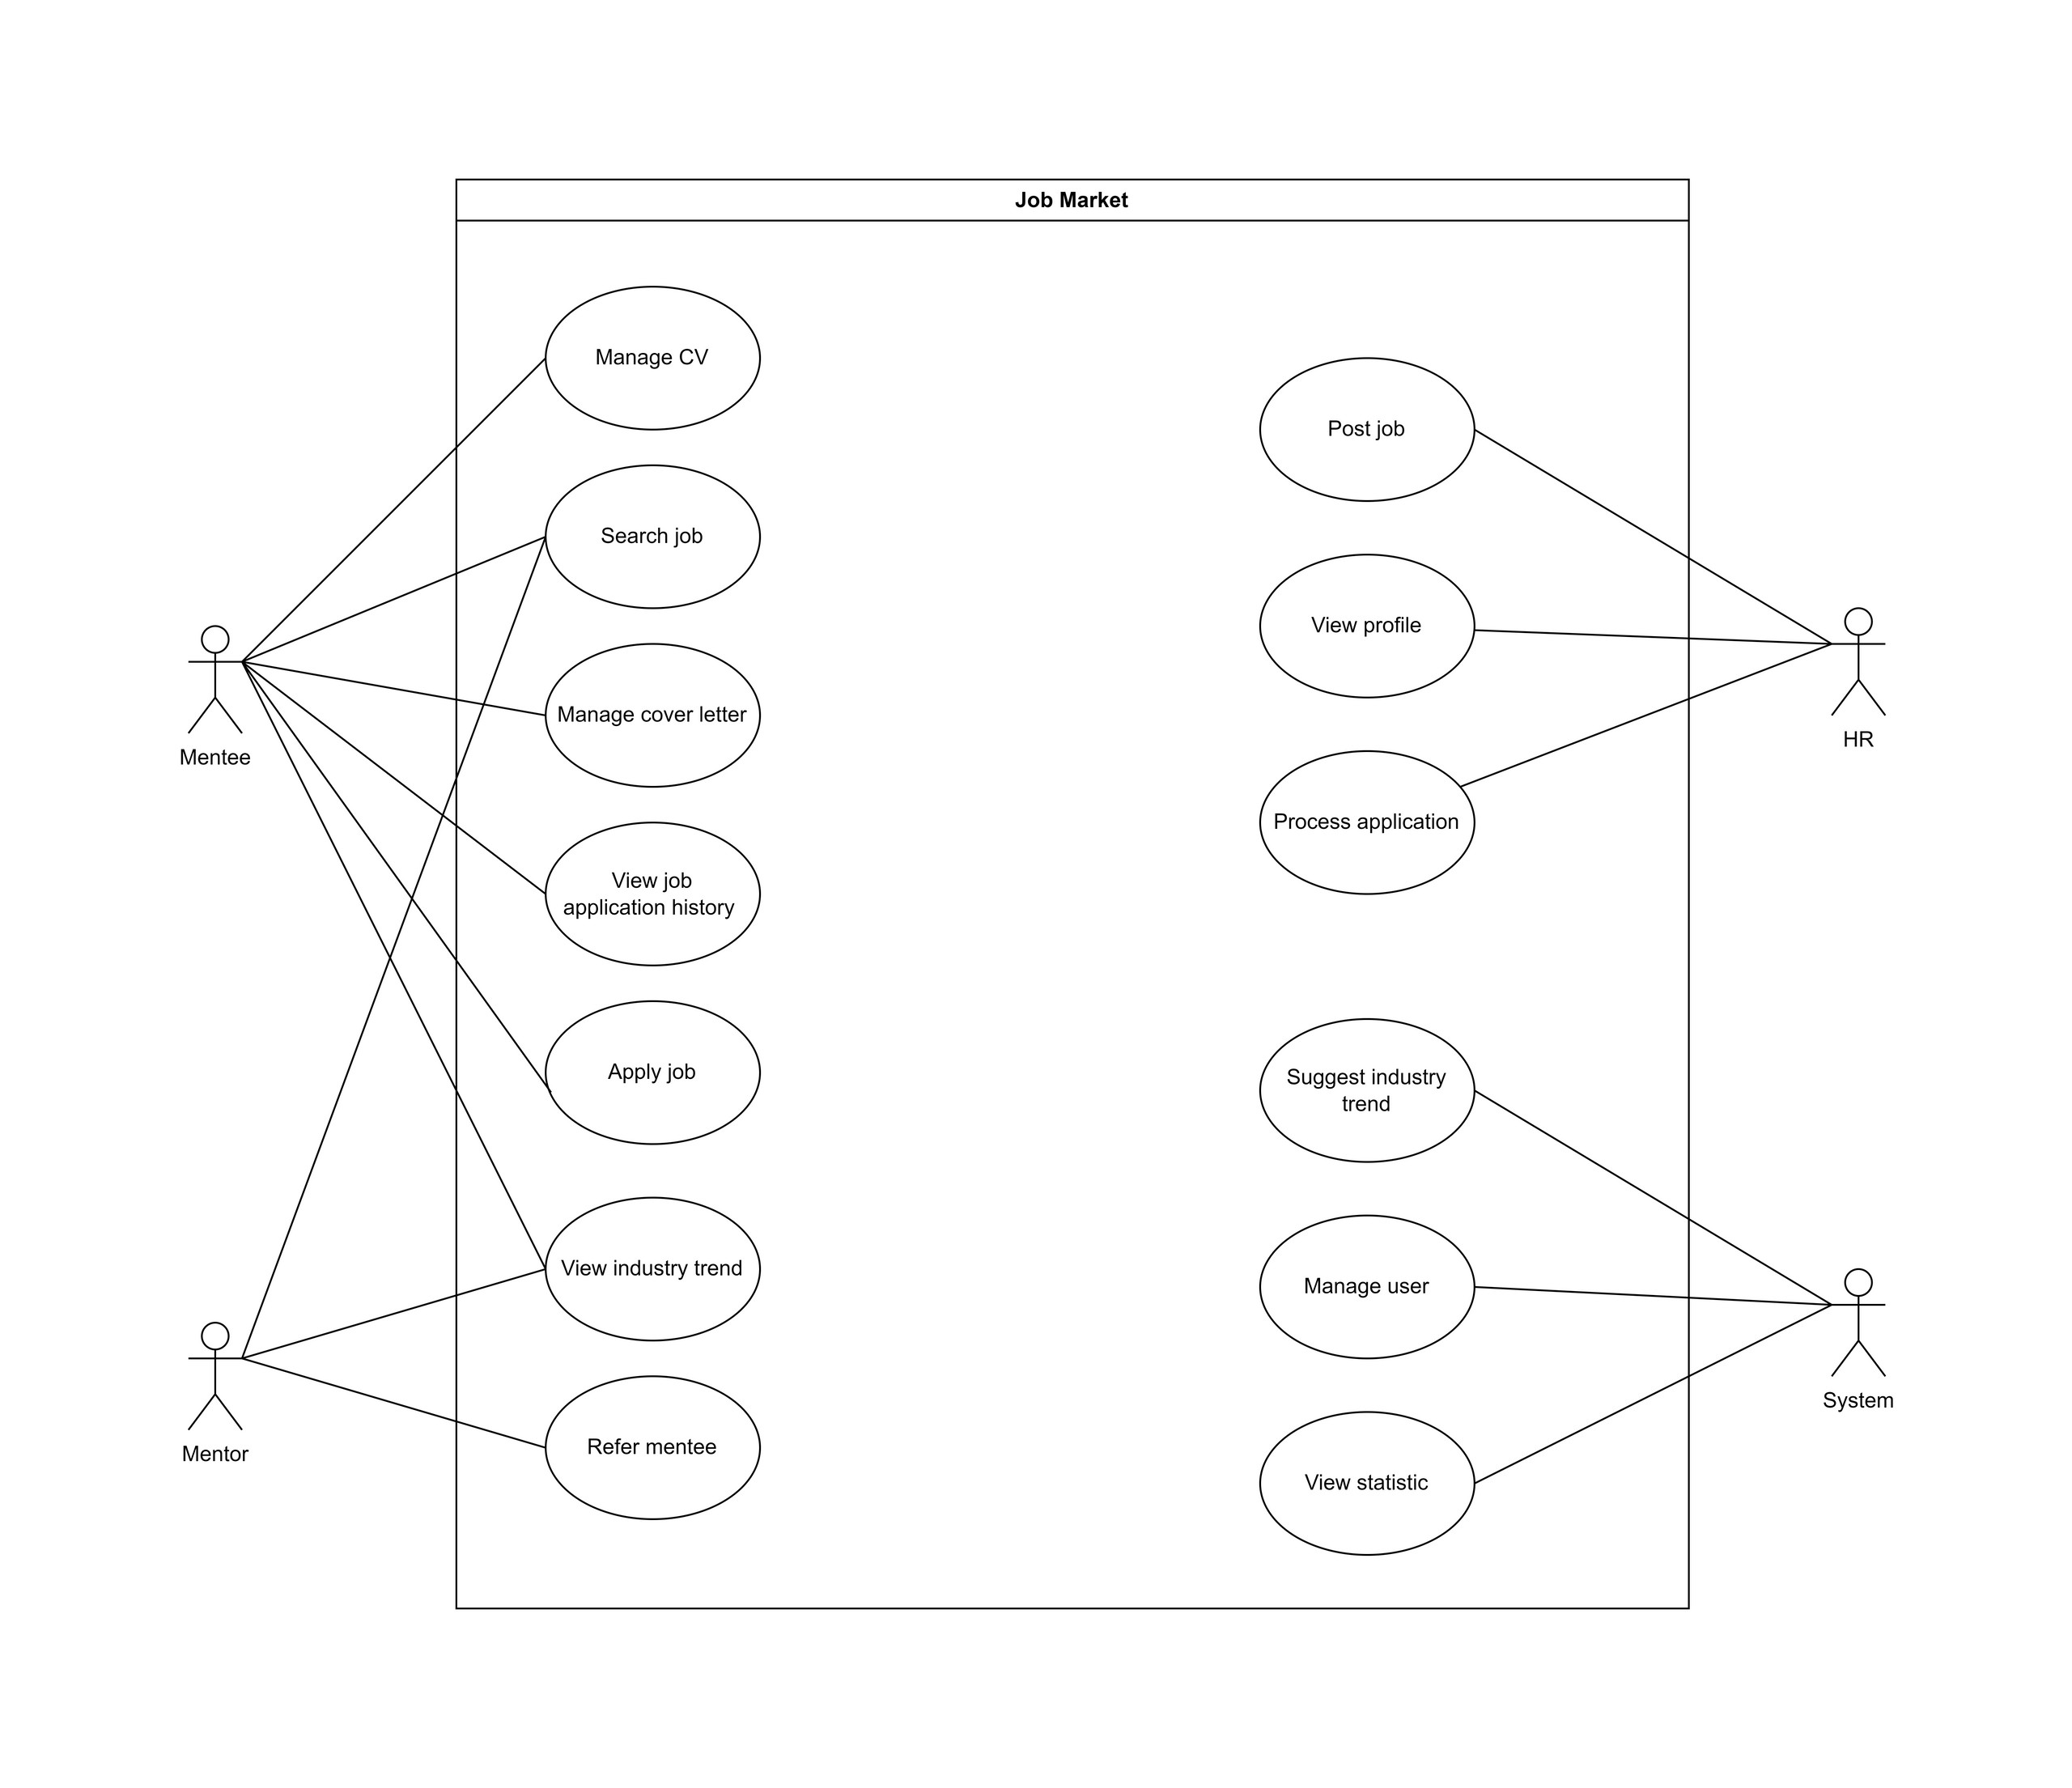 Job Market
Manage CV
Search job
Manage cover letter
View job
application history
Apply job
View industry trend
Refer mentee
Post job
View profile
Process application
Suggest industry
trend
Manage user
View statistic
Mentee
Mentor
HR
System